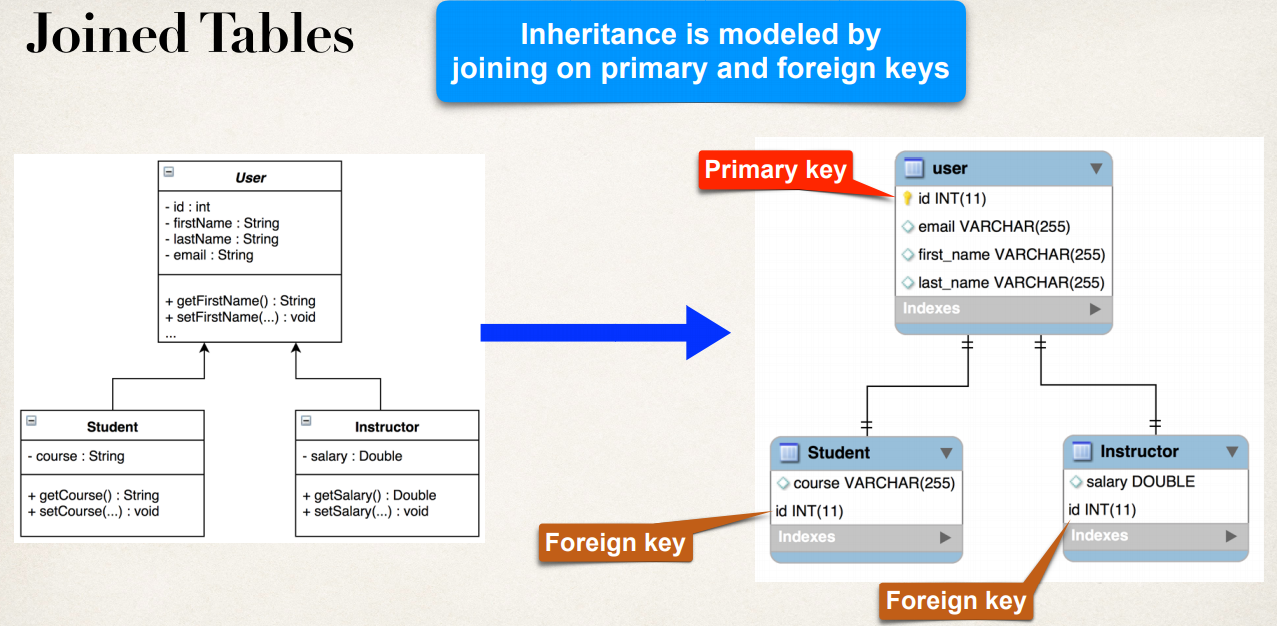 Joined Tables
Inheritance is modeled by
joining on primary and foreign keys
User
- id : int
- firstName : String
- lastName : String
- email : String
+ getFirstName() : String
+ setFirstName(...) : void
...
Student
- course : String
+ getCourse() : String
+ setCourse(...) : void
Instructor
- salary : Double
+ getSalary() : Double
+ setSalary(...) : void
Primary key
user
id INT(11)
email VARCHAR(255)
first_name VARCHAR(255)
last_name VARCHAR(255)
Indexes
Student
course VARCHAR(255)
id INT(11)
Indexes
Foreign key
Instructor
salary DOUBLE
id INT(11)
Indexes
Foreign key